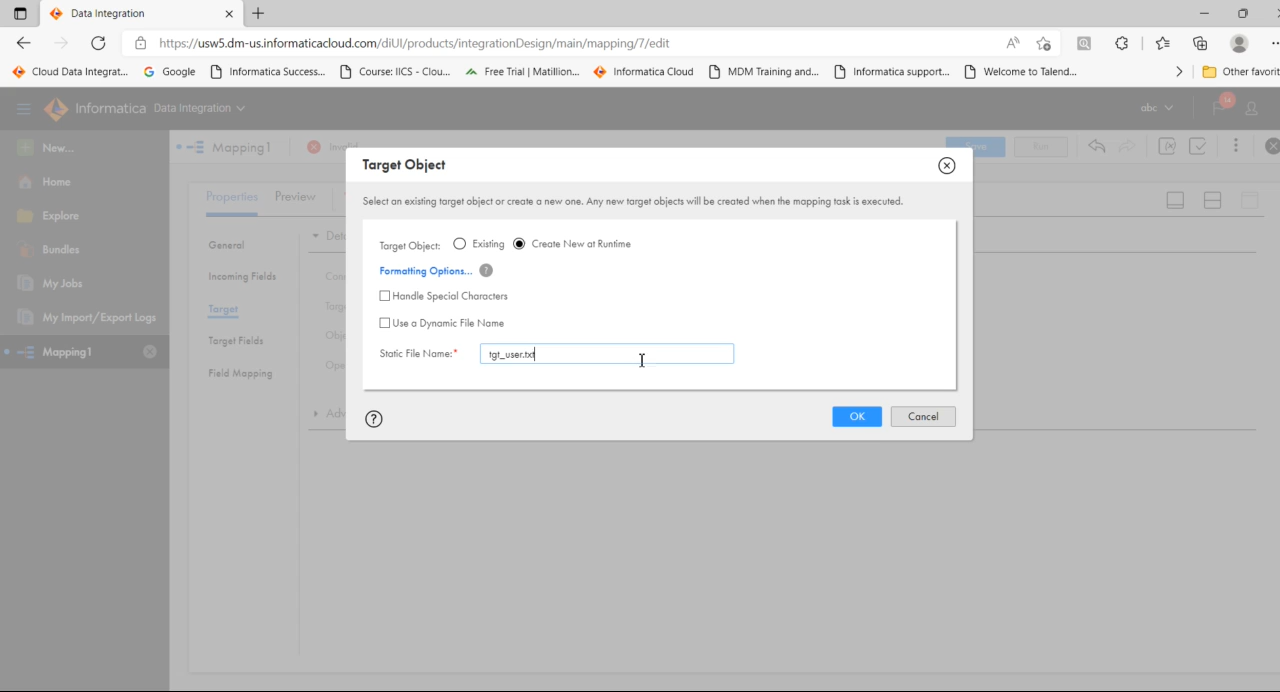 Data Integration
https://usw5.dm-us.informaticacloud.com/diUI/products/integrationDesign/main/mapping/7/edit
Cloud Data Integrat... Google Informatica Success... Course: IICS - Clou... Free Trial | Matillion... Informatica Cloud MDM Training and... Informatica support... Welcome to Talend... Other favorit
Informatica Data Integration abc 14
New... Mapping1 Invalid Save Run
Home
Explore
Bundles
My Jobs
My Import/Export Logs
Mapping1
Properties Preview
General
Incoming Fields
Target
Target Fields
Field Mapping
Target Object
Select an existing target object or create a new one. Any new target objects will be created when the mapping task is executed.
Target Object: Existing Create New at Runtime
Formatting Options... ?
Handle Special Characters
Use a Dynamic File Name
Static File Name:* tgt_user.txt
? OK Cancel